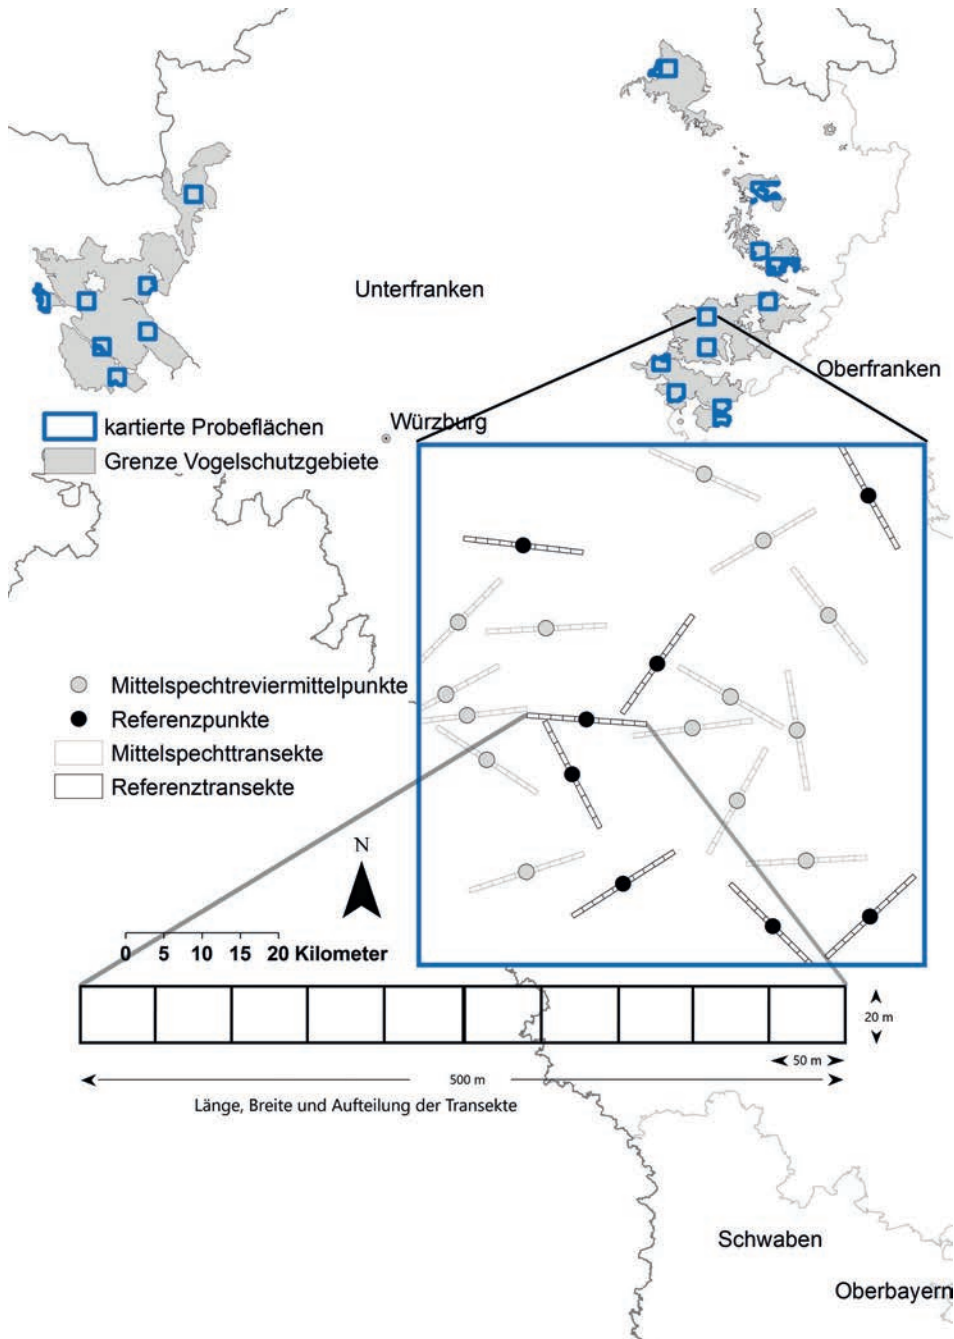 Unterfranken
Oberfranken
Würzburg
kartierte Probeflächen
Grenze Vogelschutzgebiete
Mittelspechtreviermittelpunkte
Referenzpunkte
Mittelspechttransekte
Referenztransekte
N
0 5 10 15 20 Kilometer
20 m
50 m
500 m
Länge, Breite und Aufteilung der Transekte
Schwaben
Oberbayern